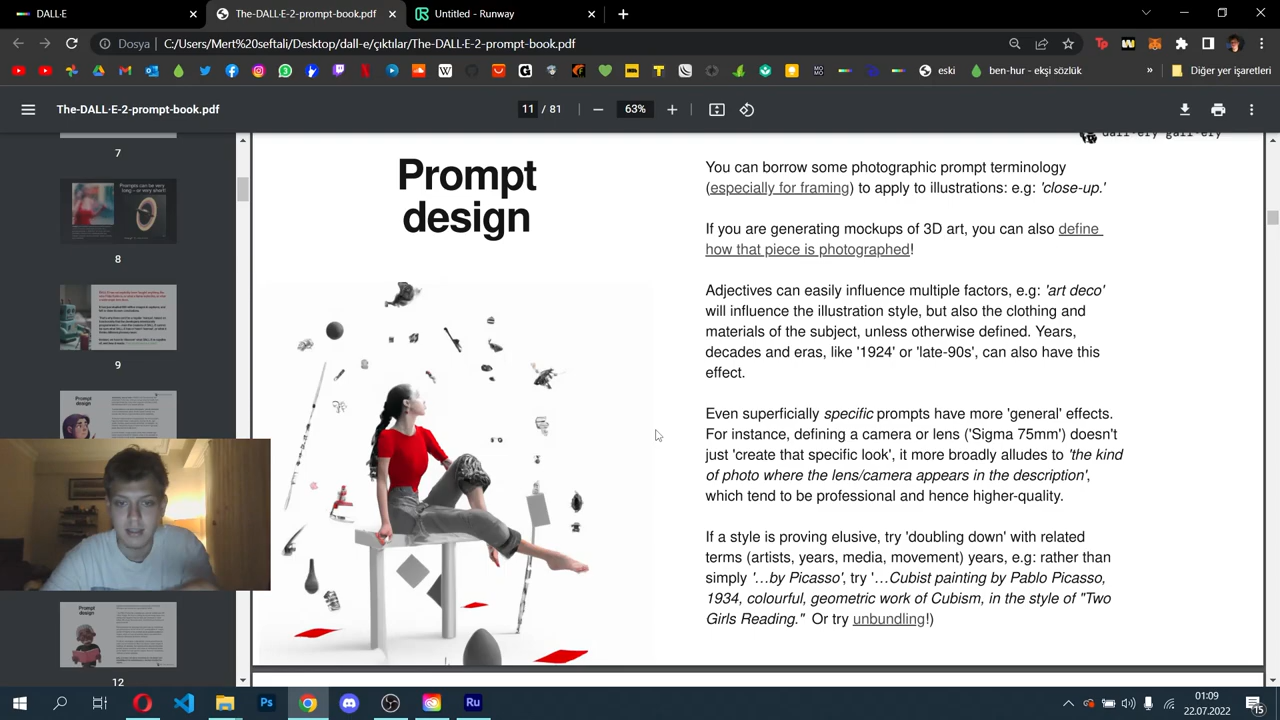 DALL-E
The-DALL-E-2-prompt-book.pdf
Untitled - Runway
Dosya
C:/Users/Mert%20seftali/Desktop/dall-e/çıktılar/The-DALL-E-2-prompt-book.pdf
eski
ben-hur - ekşi sözlük
»
Diğer yer işaretleri
The-DALL·E-2-prompt-book.pdf
11 / 81
63%
7
Prompt
design
You can borrow some photographic prompt terminology
(especially for framing) to apply to illustrations: e.g: 'close-up.'
If you are generating mockups of 3D art, you can also define
how that piece is photographed!
Adjectives can easily influence multiple factors, e.g: 'art deco'
will influence the illustration style, but also the clothing and
materials of the subject, unless otherwise defined. Years,
decades and eras, like '1924' or 'late-90s', can also have this
effect.
Even superficially specific prompts have more 'general' effects.
For instance, defining a camera or lens ('Sigma 75mm') doesn't
just 'create that specific look', it more broadly alludes to 'the kind
of photo where the lens/camera appears in the description',
which tend to be professional and hence higher-quality.
If a style is proving elusive, try 'doubling down' with related
terms (artists, years, media, movement) years, e.g: rather than
simply '…by Picasso', try '…Cubist painting by Pablo Picasso,
1934, colourful, geometric work of Cubism, in the style of "Two
Girls Reading."  Or try unbundling!)
8
9
Prompt
design
Prompt
design
12
01:09
22.07.2022
15